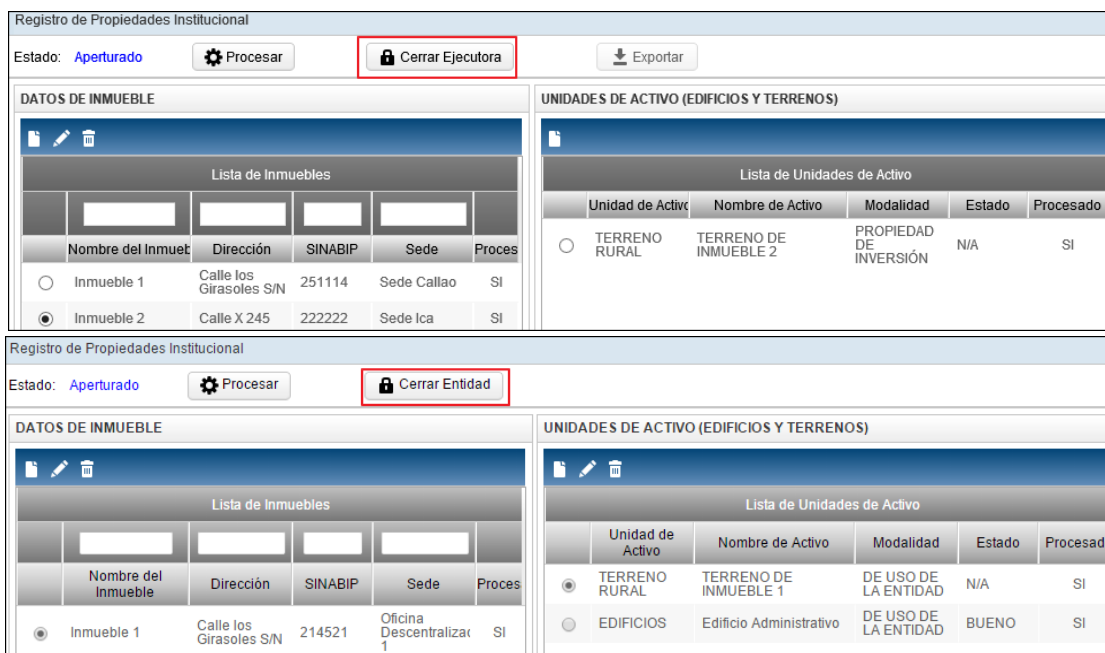 Registro de Propiedades Institucional
Estado: Aperturado Procesar Cerrar Ejecutora Exportar
DATOS DE INMUEBLE
Lista de Inmuebles
Nombre del Inmuet Dirección SINABIP Sede Proces
Inmueble 1 Calle los Girasoles S/N 251114 Sede Callao SI
Inmueble 2 Calle X 245 222222 Sede Ica SI
UNIDADES DE ACTIVO (EDIFICIOS Y TERRENOS)
Lista de Unidades de Activo
Unidad de Activo Nombre de Activo Modalidad Estado Procesado
TERRENO RURAL TERRENO DE INMUEBLE 2 PROPIEDAD DE INVERSIÓN N/A SI
Registro de Propiedades Institucional
Estado: Aperturado Procesar Cerrar Entidad
DATOS DE INMUEBLE
Lista de Inmuebles
Nombre del Inmueble Dirección SINABIP Sede Proces
Inmueble 1 Calle los Girasoles S/N 214521 Oficina Descentralizac 1 SI
UNIDADES DE ACTIVO (EDIFICIOS Y TERRENOS)
Lista de Unidades de Activo
Unidad de Activo Nombre de Activo Modalidad Estado Procesad
TERRENO RURAL TERRENO DE INMUEBLE 1 DE USO DE LA ENTIDAD N/A SI
EDIFICIOS Edificio Administrativo DE USO DE LA ENTIDAD BUENO SI